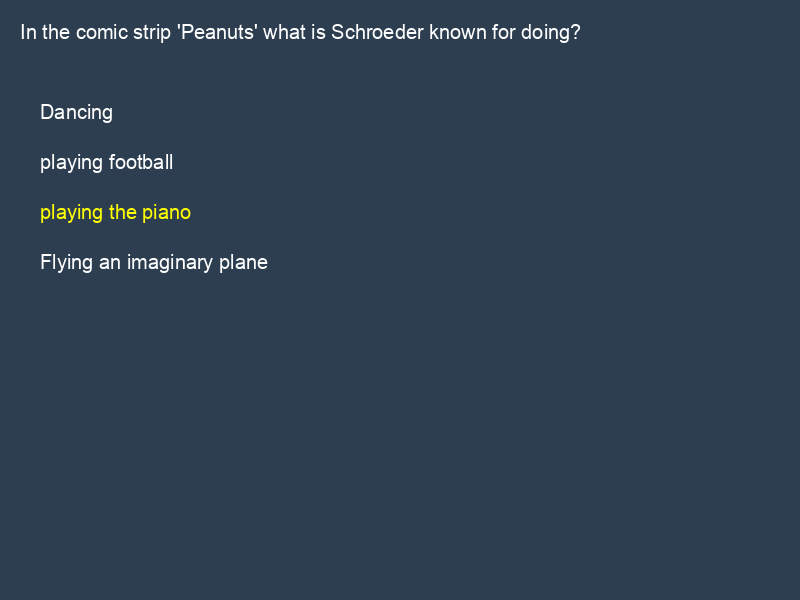 In the comic strip 'Peanuts' what is Schroeder known for doing?
Dancing
playing football
playing the piano
Flying an imaginary plane